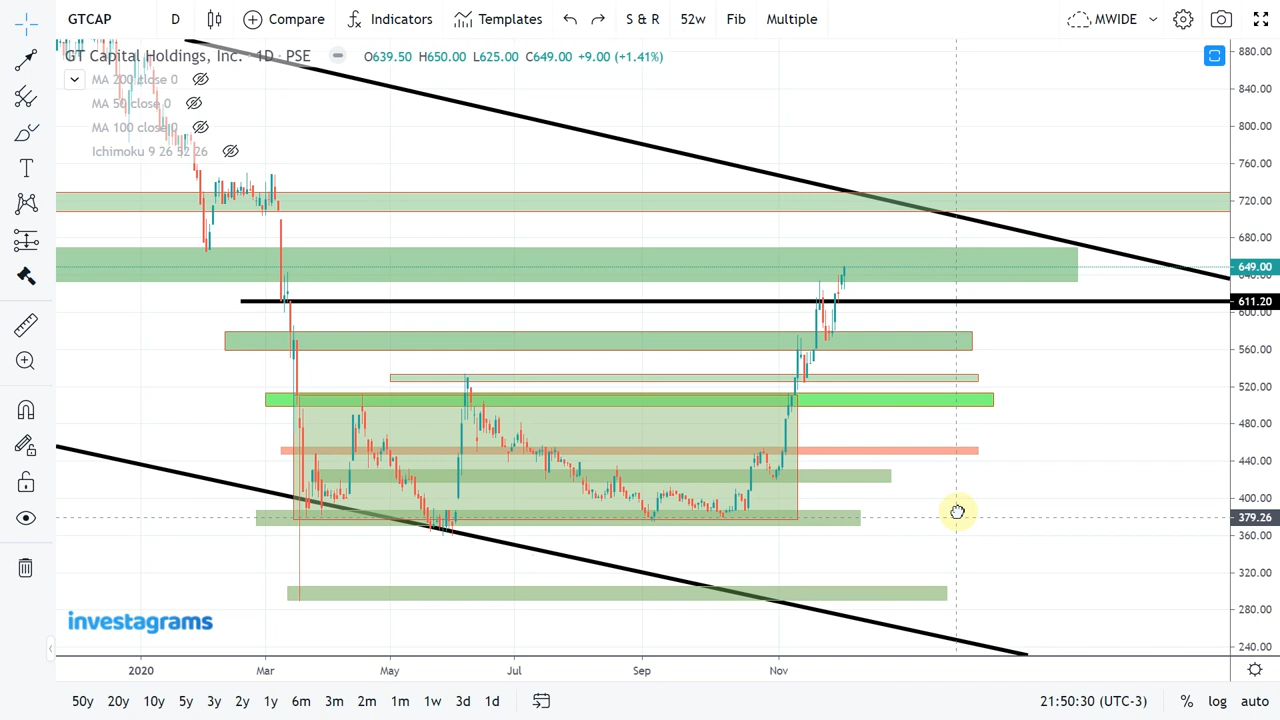 GTCAP D Compare Indicators Templates S & R 52w Fib Multiple MWIDE
GT Capital Holdings, Inc. · 1D · PSE O639.50 H650.00 L625.00 C649.00 +9.00 (+1.41%)
MA 200 close 0
MA 50 close 0
MA 100 close 0
Ichimoku 9 26 52 26
880.00
840.00
800.00
760.00
720.00
680.00
649.00
640.00
611.20
600.00
560.00
520.00
480.00
440.00
400.00
379.26
360.00
320.00
280.00
240.00
investagrams
2020 Mar May Jul Sep Nov
50y 20y 10y 5y 3y 2y 1y 6m 3m 2m 1m 1w 3d 1d 21:50:30 (UTC-3) % log auto